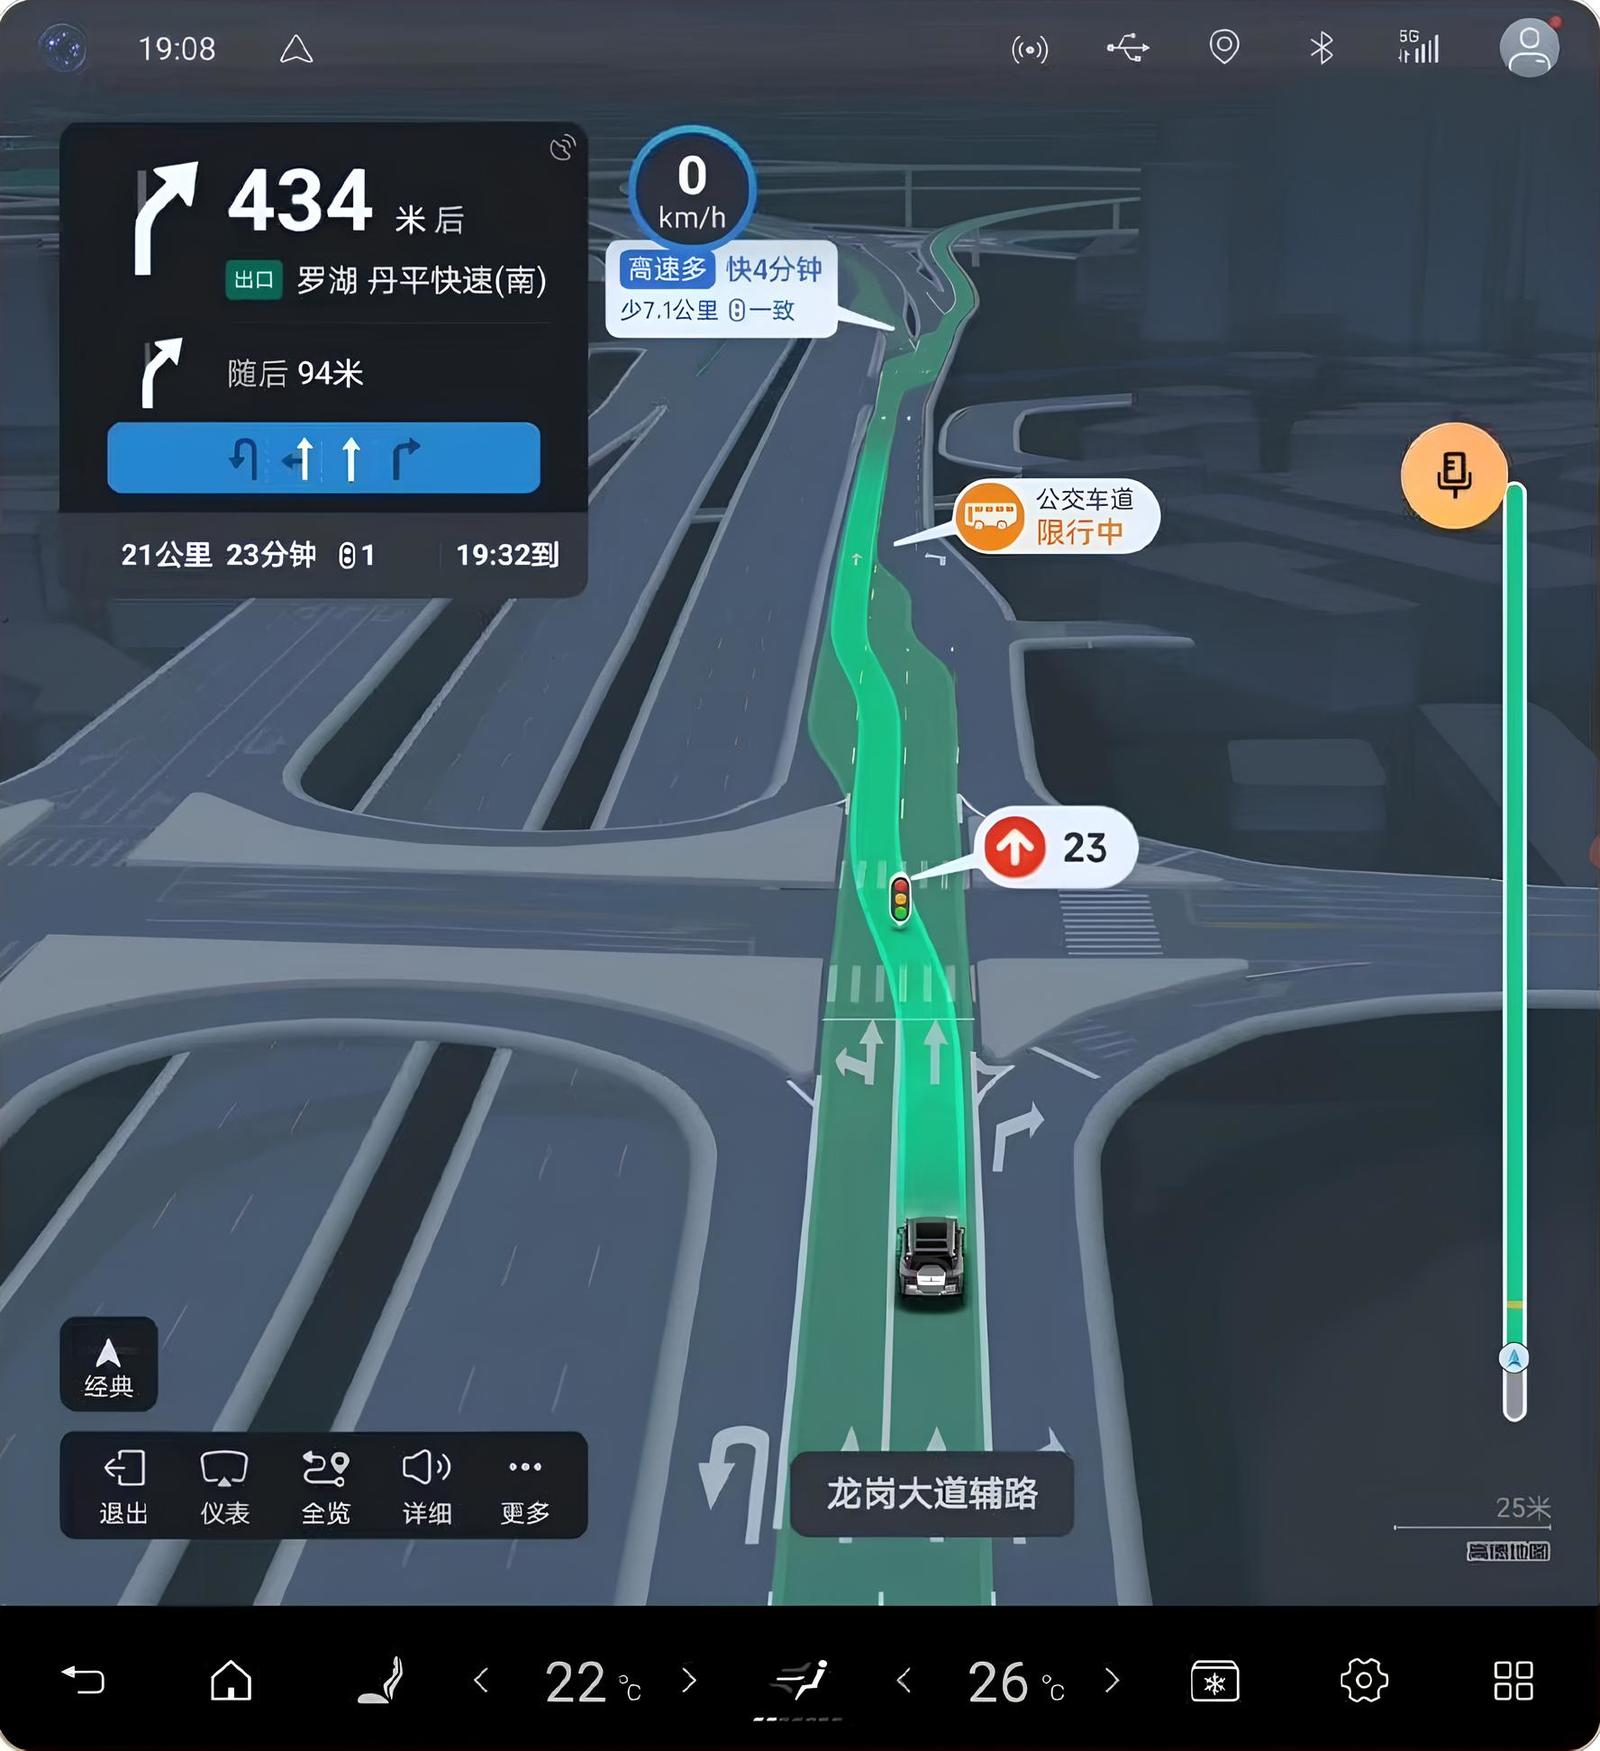 19:08
5G
434 米后
出口 罗湖 丹平快速(南)
随后 94米
21公里 23分钟 1 19:32到
0
km/h
高速多 快4分钟
少7.1公里 一致
公交车道
限行中
23
经典
退出 仪表 全览 详细 更多
龙岗大道辅路
25米
高德地图
22 °C
26 °C